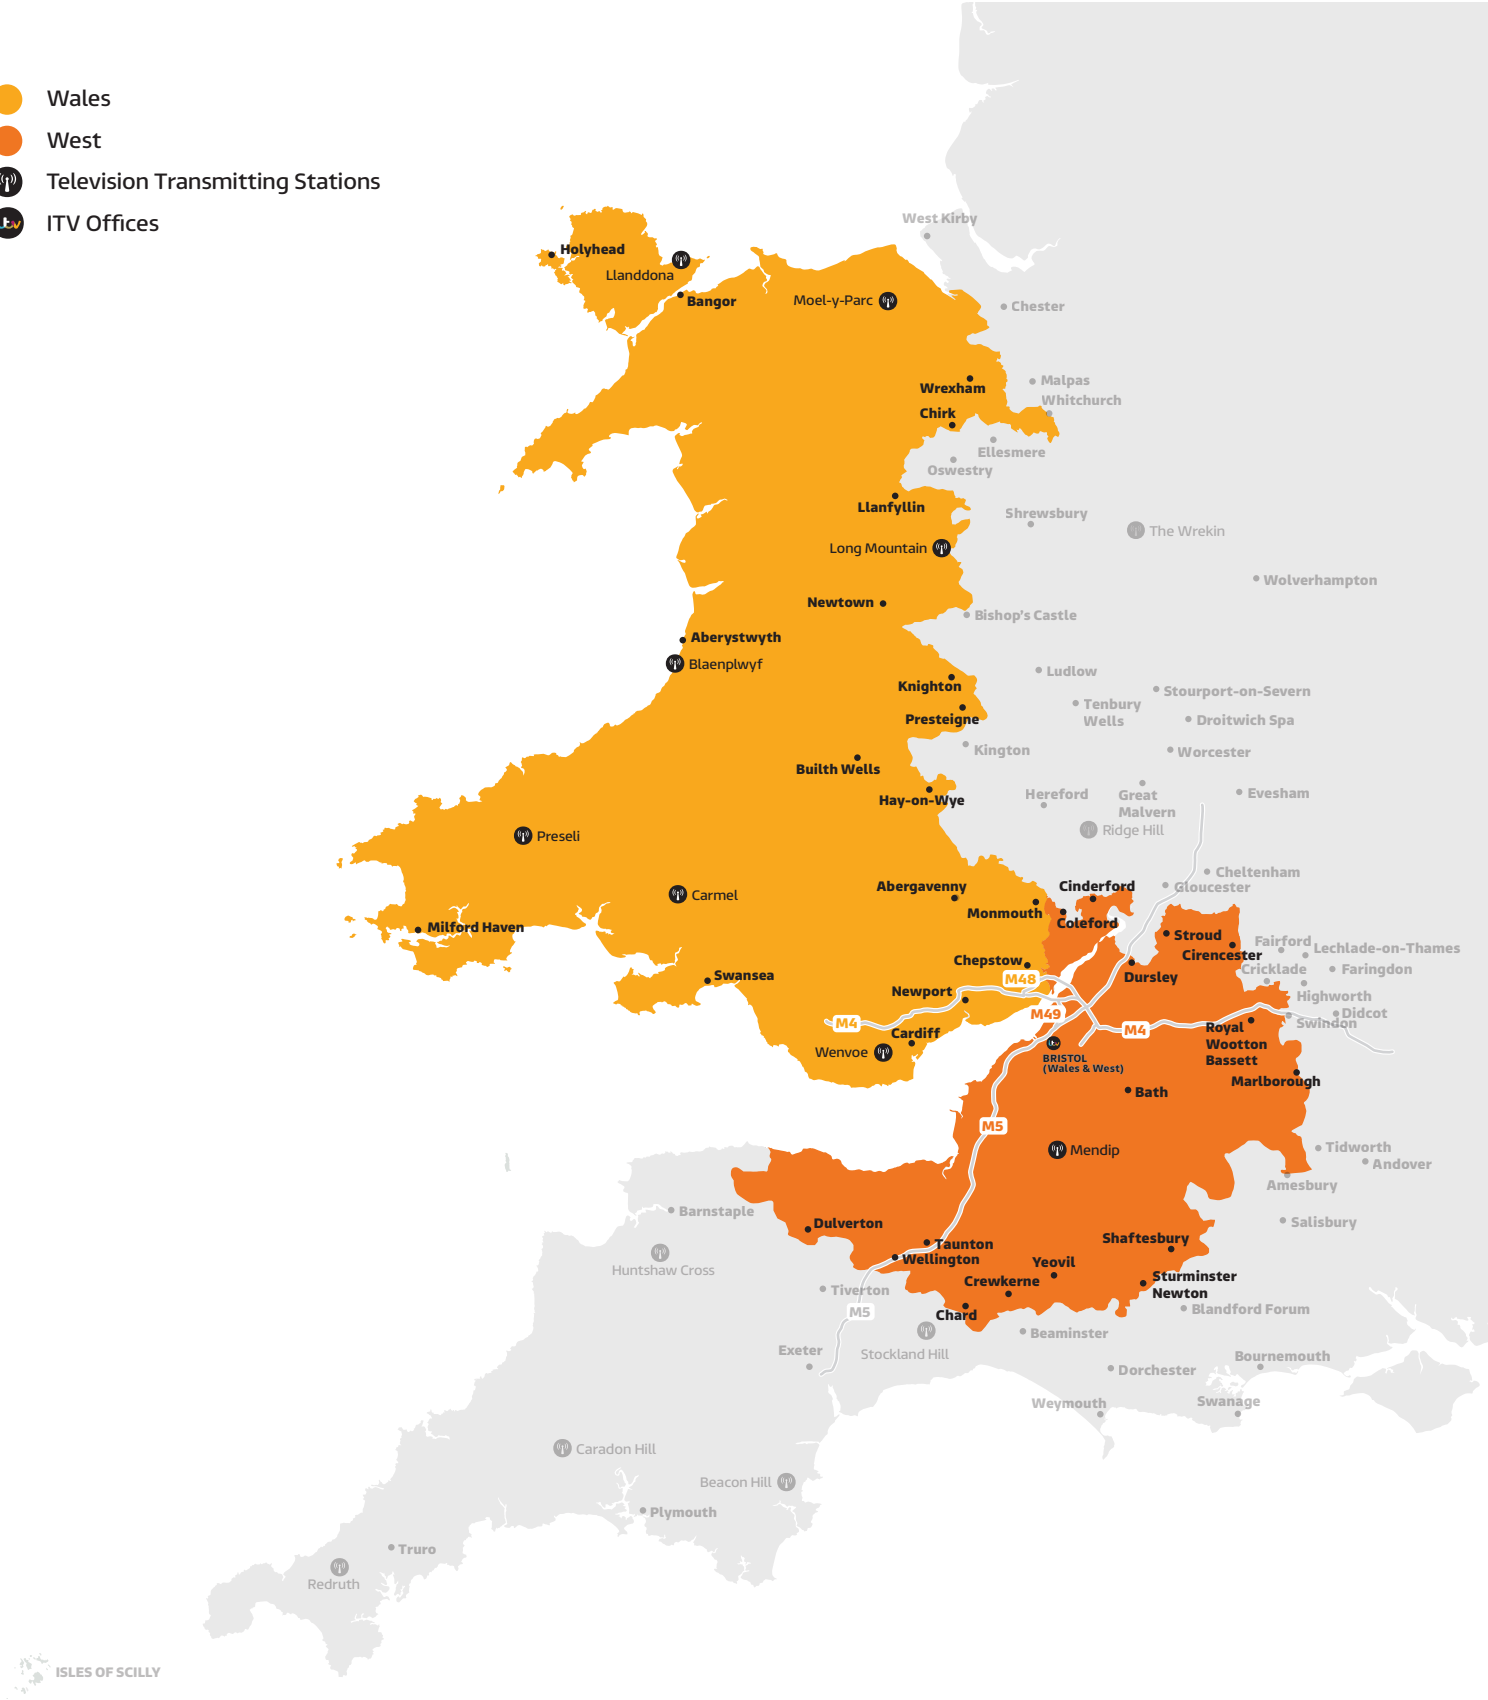 Wales
West
Television Transmitting Stations
itv
ITV Offices
West Kirby
Holyhead
Llanddona
Bangor
Moel-y-Parc
Chester
Malpas
Wrexham
Whitchurch
Chirk
Ellesmere
Oswestry
Llanfyllin
Shrewsbury
The Wrekin
Long Mountain
Wolverhampton
Newtown
Bishop's Castle
Aberystwyth
Blaenplwyf
Ludlow
Knighton
Stourport-on-Severn
Tenbury
Wells
Presteigne
Droitwich Spa
Kington
Worcester
Builth Wells
Hay-on-Wye
Hereford
Great
Malvern
Evesham
Ridge Hill
Preseli
Cheltenham
Abergavenny
Cinderford
Gloucester
Carmel
Monmouth
Coleford
Milford Haven
Stroud
Cirencester
Fairford
Lechlade-on-Thames
Chepstow
Cricklade
Faringdon
Swansea
M48
Dursley
Newport
Highworth
M49
Didcot
M4
Swindon
Cardiff
M4
Royal
Wootton
Bassett
Wenvoe
itv
BRISTOL
(Wales & West)
Marlborough
Bath
M5
Mendip
Tidworth
Andover
Amesbury
Barnstaple
Dulverton
Salisbury
Taunton
Shaftesbury
Wellington
Yeovil
Huntshaw Cross
Crewkerne
Sturminster
Newton
Tiverton
M5
Chard
Blandford Forum
Beaminster
Exeter
Stockland Hill
Bournemouth
Dorchester
Weymouth
Swanage
Caradon Hill
Beacon Hill
Plymouth
Truro
Redruth
ISLES OF SCILLY